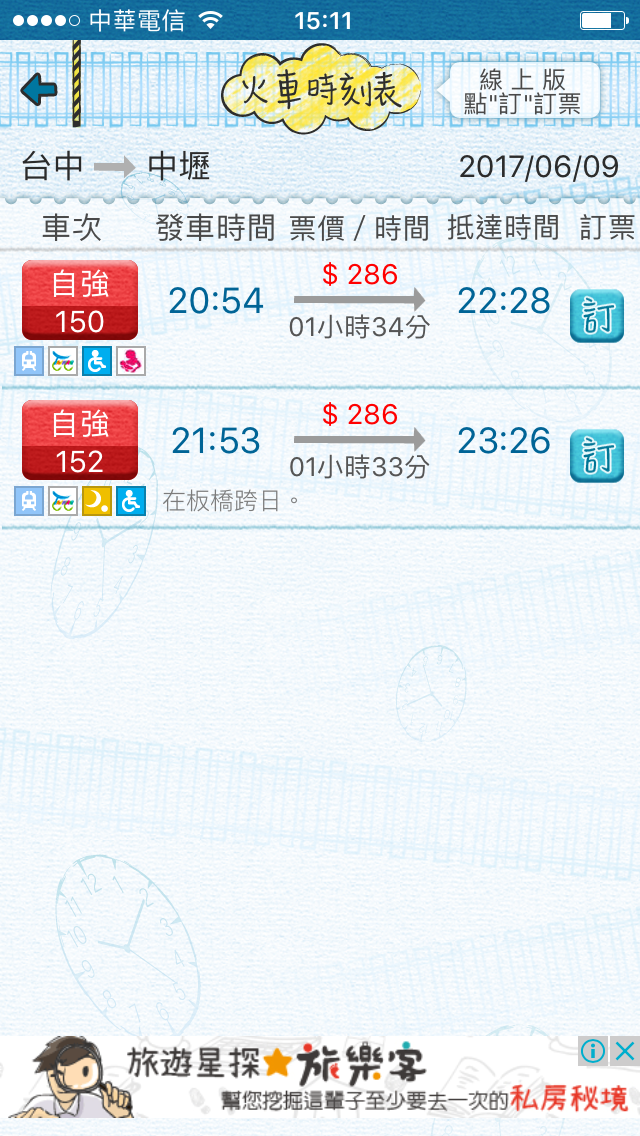 中華電信 15:11
火車時刻表
線上版
點"訂"訂票
台中 中壢 2017/06/09
車次 發車時間 票價 / 時間 抵達時間 訂票
自強
150
20:54
$ 286
01小時34分
22:28
訂
自強
152
21:53
$ 286
01小時33分
23:26
訂
在板橋跨日。
旅遊星探 旅樂客
幫您挖掘這輩子至少要去一次的私房秘境